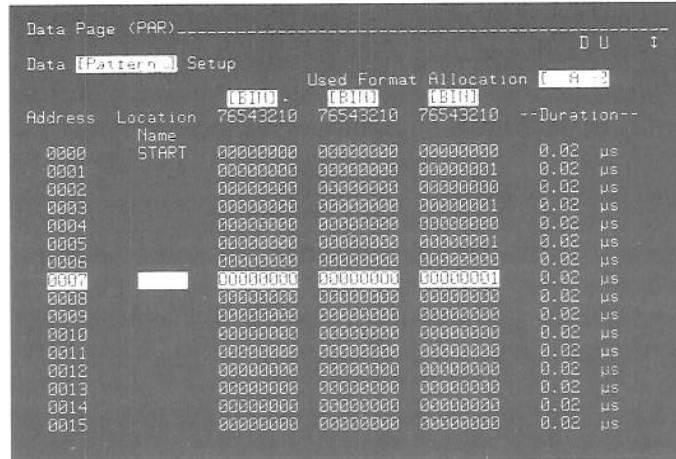 Data Page (PAR)
D U ↕
Data [Pattern ] Setup
Used Format Allocation [ A ]
[BIN] [BIN] [BIN]
Address Location 76543210 76543210 76543210 --Duration--
Name
0000 START 00000000 00000000 00000000 0.02 µs
0001 00000000 00000000 00000001 0.02 µs
0002 00000000 00000000 00000000 0.02 µs
0003 00000000 00000000 00000001 0.02 µs
0004 00000000 00000000 00000000 0.02 µs
0005 00000000 00000000 00000001 0.02 µs
0006 00000000 00000000 00000000 0.02 µs
0007 00000000 00000000 00000001 0.02 µs
0008 00000000 00000000 00000000 0.02 µs
0009 00000000 00000000 00000000 0.02 µs
0010 00000000 00000000 00000000 0.02 µs
0011 00000000 00000000 00000000 0.02 µs
0012 00000000 00000000 00000000 0.02 µs
0013 00000000 00000000 00000000 0.02 µs
0014 00000000 00000000 00000000 0.02 µs
0015 00000000 00000000 00000000 0.02 µs